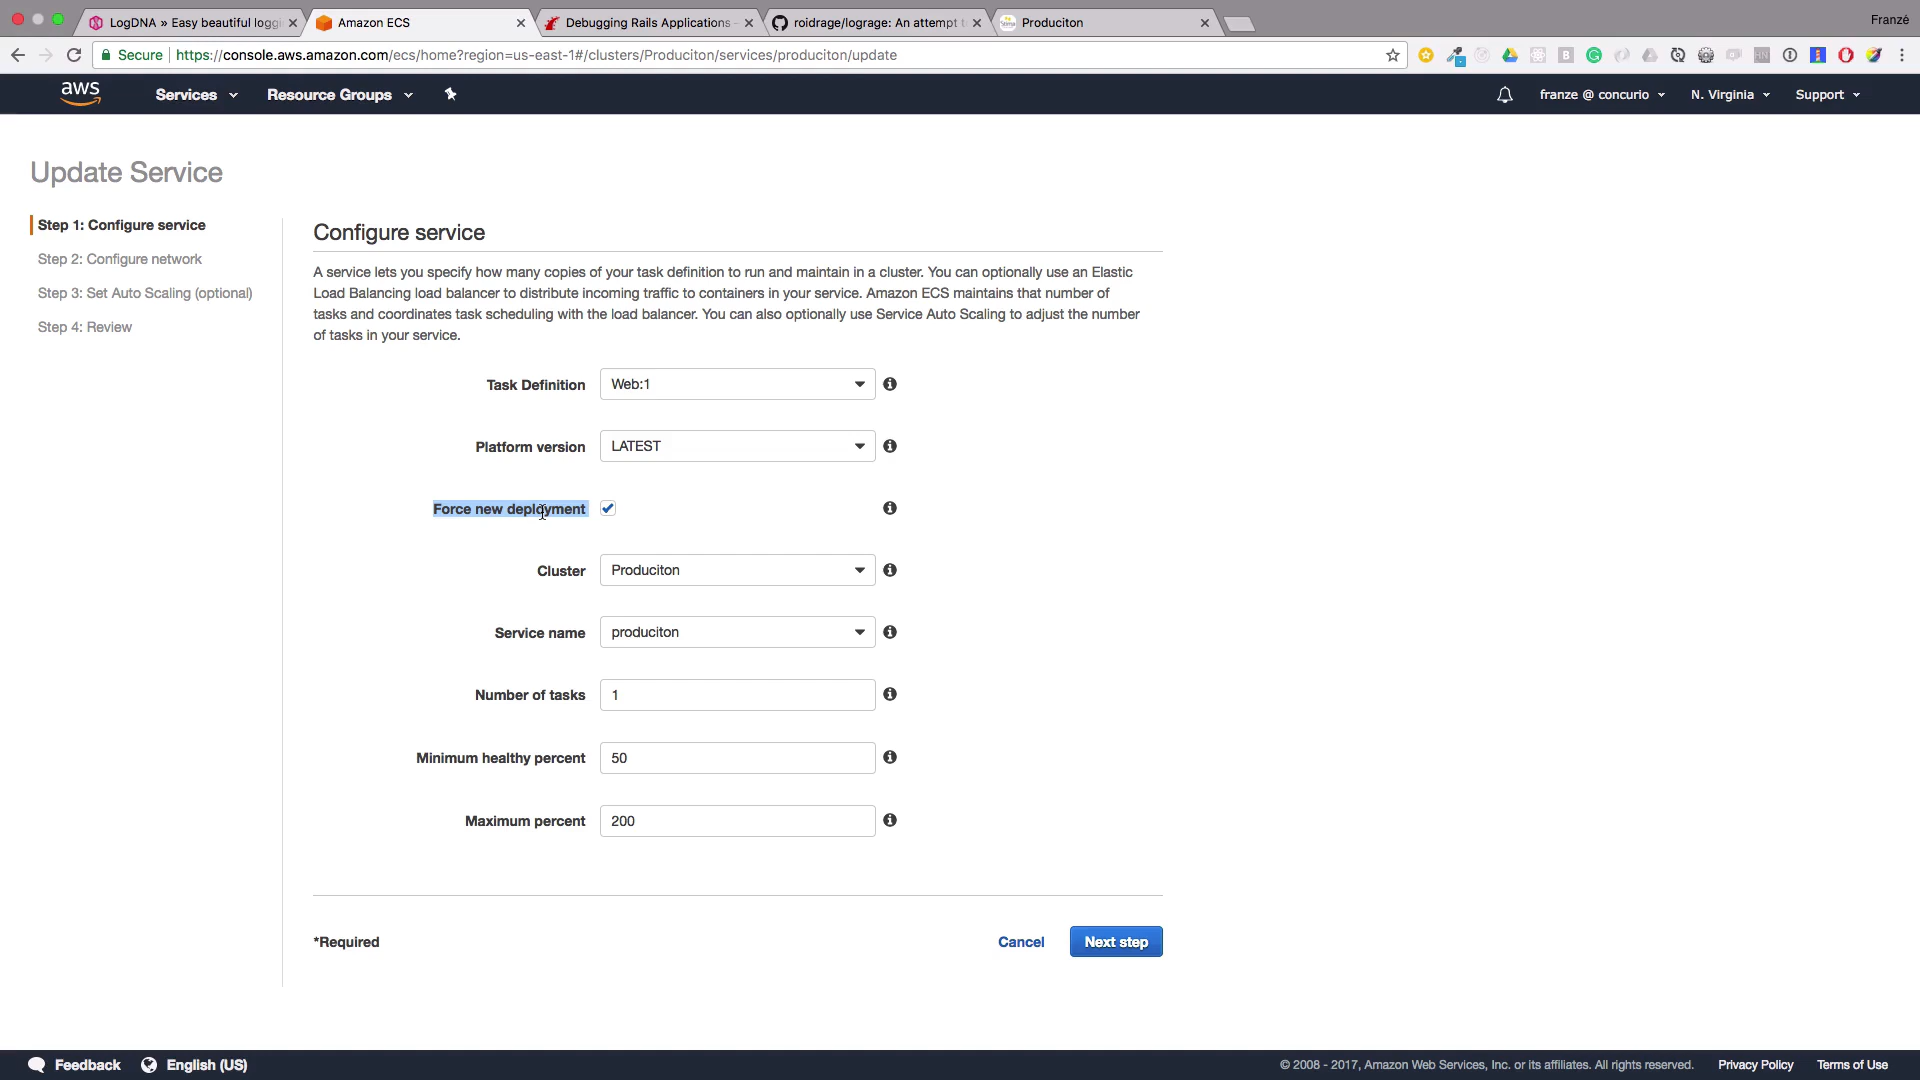 LogDNA » Easy beautiful loggi
Amazon ECS
Debugging Rails Applications
roidrage/lograge: An attempt t
Produciton
Franzé
Secure
https://console.aws.amazon.com/ecs/home?region=us-east-1#/clusters/Produciton/services/produciton/update
aws
Services
Resource Groups
franze @ concurio
N. Virginia
Support
Update Service
Step 1: Configure service
Step 2: Configure network
Step 3: Set Auto Scaling (optional)
Step 4: Review
Configure service
A service lets you specify how many copies of your task definition to run and maintain in a cluster. You can optionally use an Elastic
Load Balancing load balancer to distribute incoming traffic to containers in your service. Amazon ECS maintains that number of
tasks and coordinates task scheduling with the load balancer. You can also optionally use Service Auto Scaling to adjust the number
of tasks in your service.
Task Definition Web:1
Platform version LATEST
Force new deployment
Cluster Produciton
Service name produciton
Number of tasks 1
Minimum healthy percent 50
Maximum percent 200
*Required
Cancel
Next step
Feedback
English (US)
© 2008 - 2017, Amazon Web Services, Inc. or its affiliates. All rights reserved.
Privacy Policy
Terms of Use